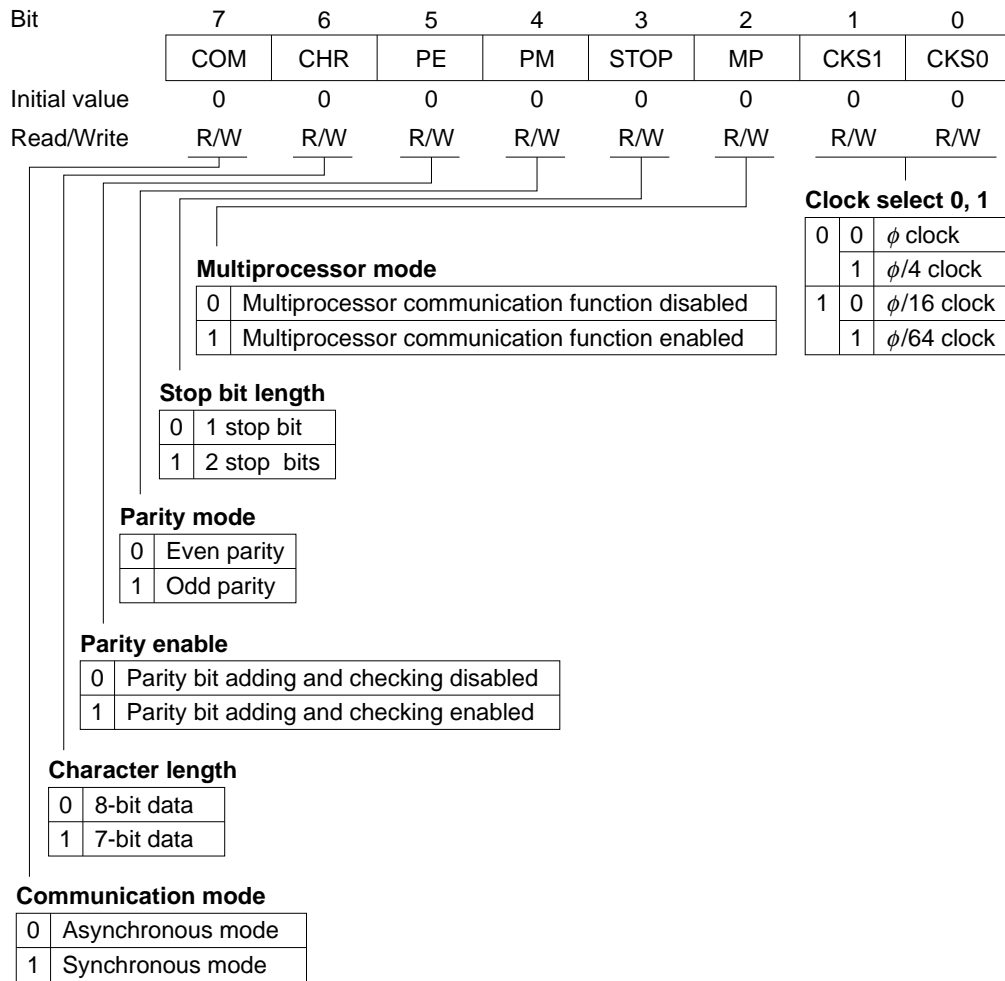 Bit 7 6 5 4 3 2 1 0
COM CHR PE PM STOP MP CKS1 CKS0
Initial value 0 0 0 0 0 0 0 0
Read/Write R/W R/W R/W R/W R/W R/W R/W R/W
Clock select 0, 1
0 0 ϕ clock
1 ϕ/4 clock
1 0 ϕ/16 clock
1 ϕ/64 clock
Multiprocessor mode
0 Multiprocessor communication function disabled
1 Multiprocessor communication function enabled
Stop bit length
0 1 stop bit
1 2 stop bits
Parity mode
0 Even parity
1 Odd parity
Parity enable
0 Parity bit adding and checking disabled
1 Parity bit adding and checking enabled
Character length
0 8-bit data
1 7-bit data
Communication mode
0 Asynchronous mode
1 Synchronous mode